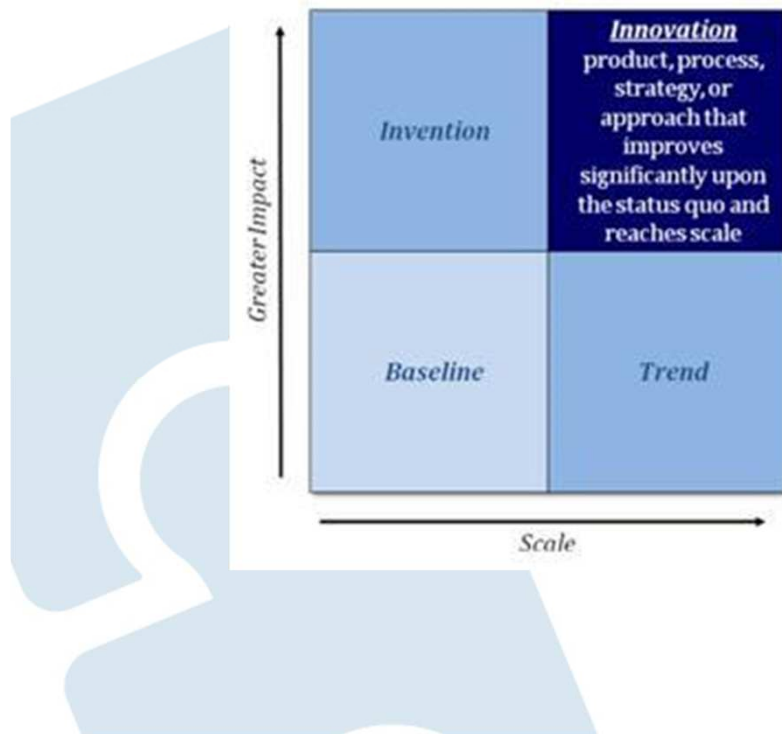 Innovation
product, process,
strategy, or
approach that
improves
significantly upon
the status quo and
reaches scale
Invention
Greater Impact
Baseline
Trend
Scale